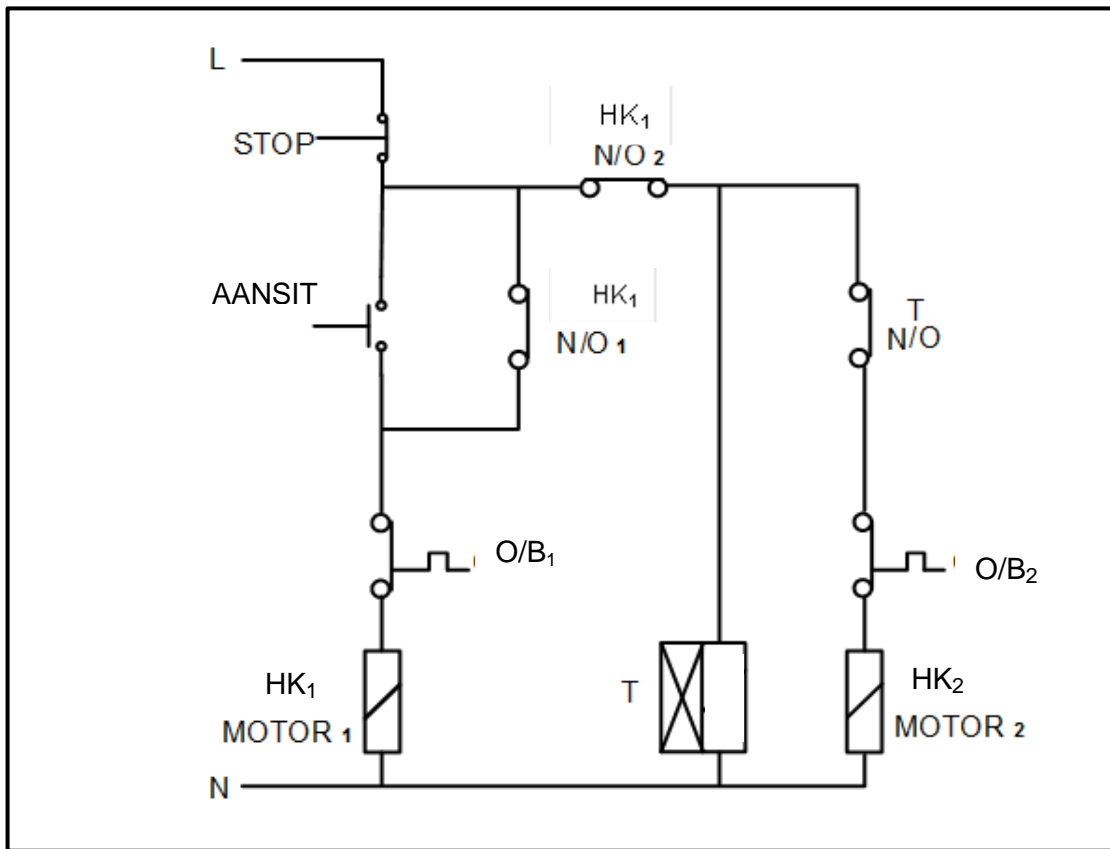 L
STOP
HK₁
N/O 2
AANSIT
HK₁
N/O 1
T
N/O
O/B₁
O/B₂
HK₁
MOTOR 1
T
HK₂
MOTOR 2
N